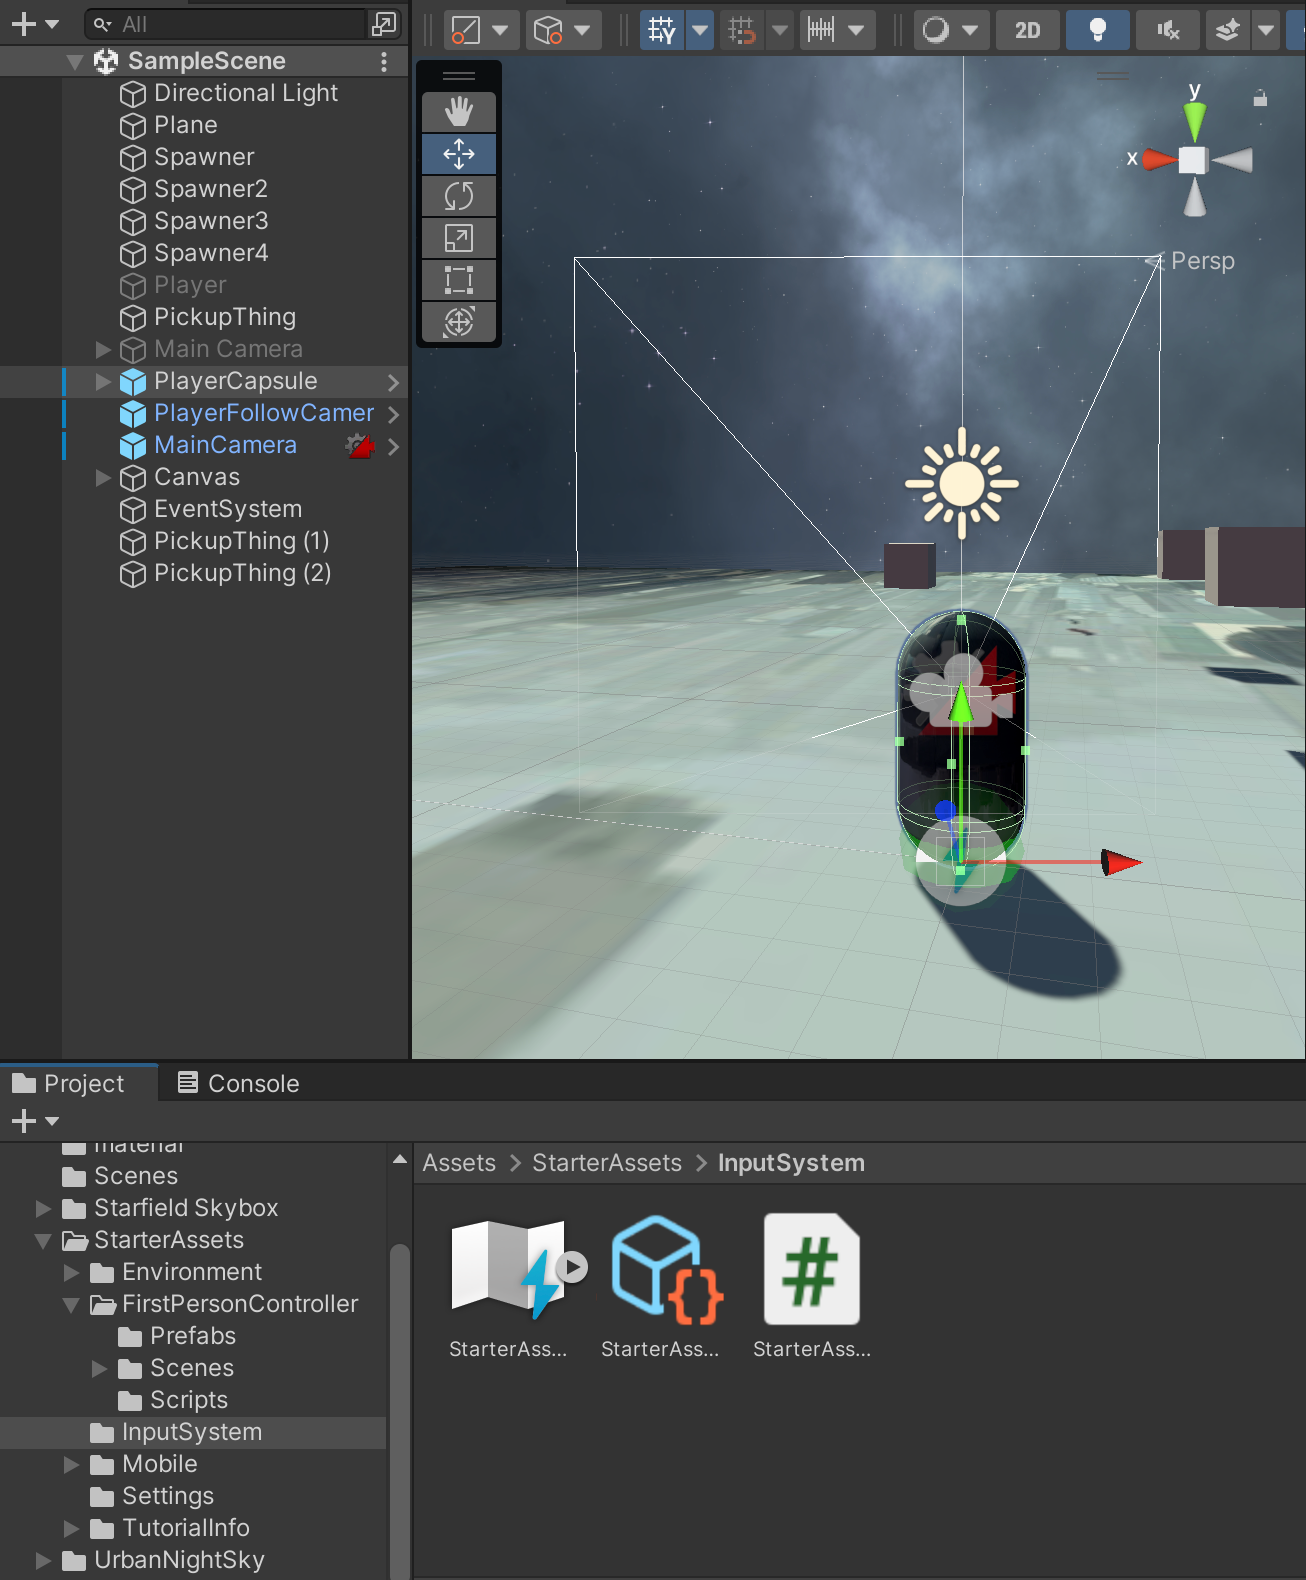 All
2D
SampleScene
Directional Light
Plane
Spawner
Spawner2
Spawner3
Spawner4
Player
PickupThing
Main Camera
PlayerCapsule
PlayerFollowCamer
MainCamera
Canvas
EventSystem
PickupThing (1)
PickupThing (2)
y
x
Persp
Project
Console
material
Scenes
Starfield Skybox
StarterAssets
Environment
FirstPersonController
Prefabs
Scenes
Scripts
InputSystem
Mobile
Settings
TutorialInfo
UrbanNightSky
Assets > StarterAssets > InputSystem
StarterAss... StarterAss... StarterAss...